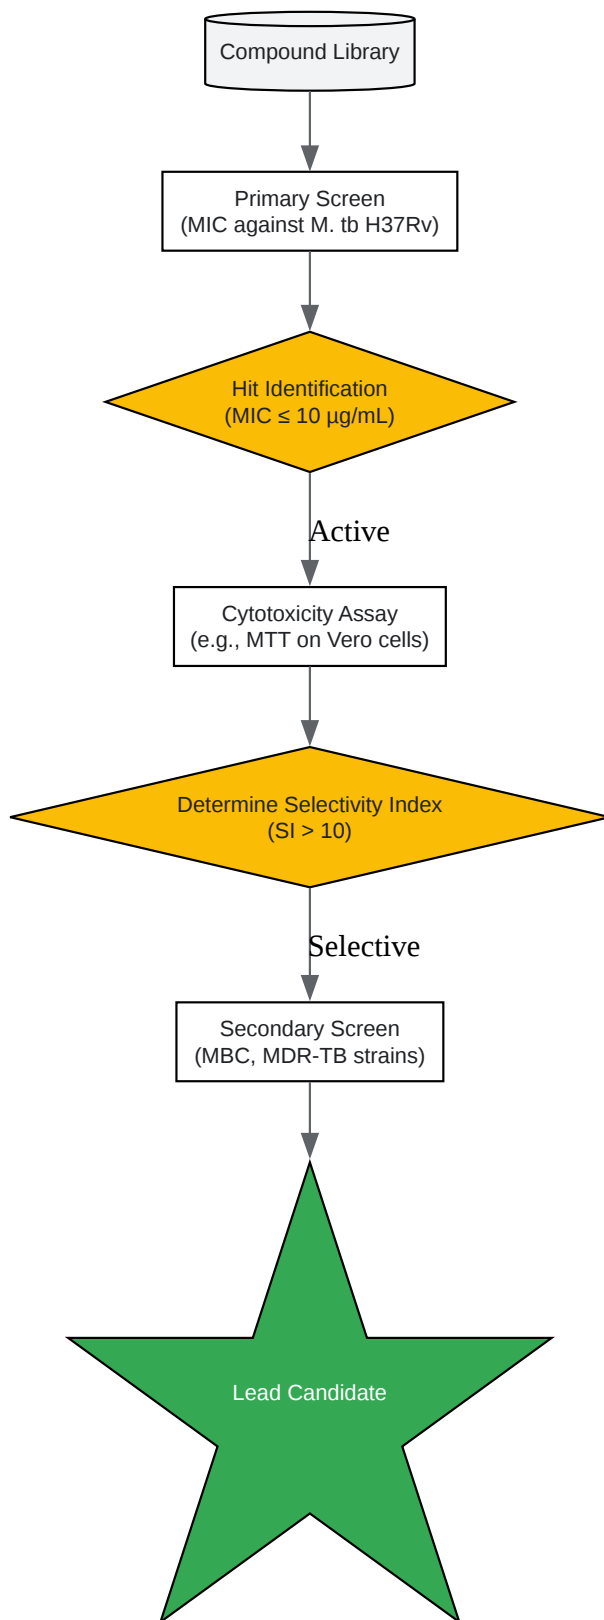 Compound Library
Primary Screen
(MIC against M. tb H37Rv)
Hit Identification
(MIC ≤ 10 µg/mL)
Active
Cytotoxicity Assay
(e.g., MTT on Vero cells)
Determine Selectivity Index
(SI > 10)
Selective
Secondary Screen
(MBC, MDR-TB strains)
Lead Candidate